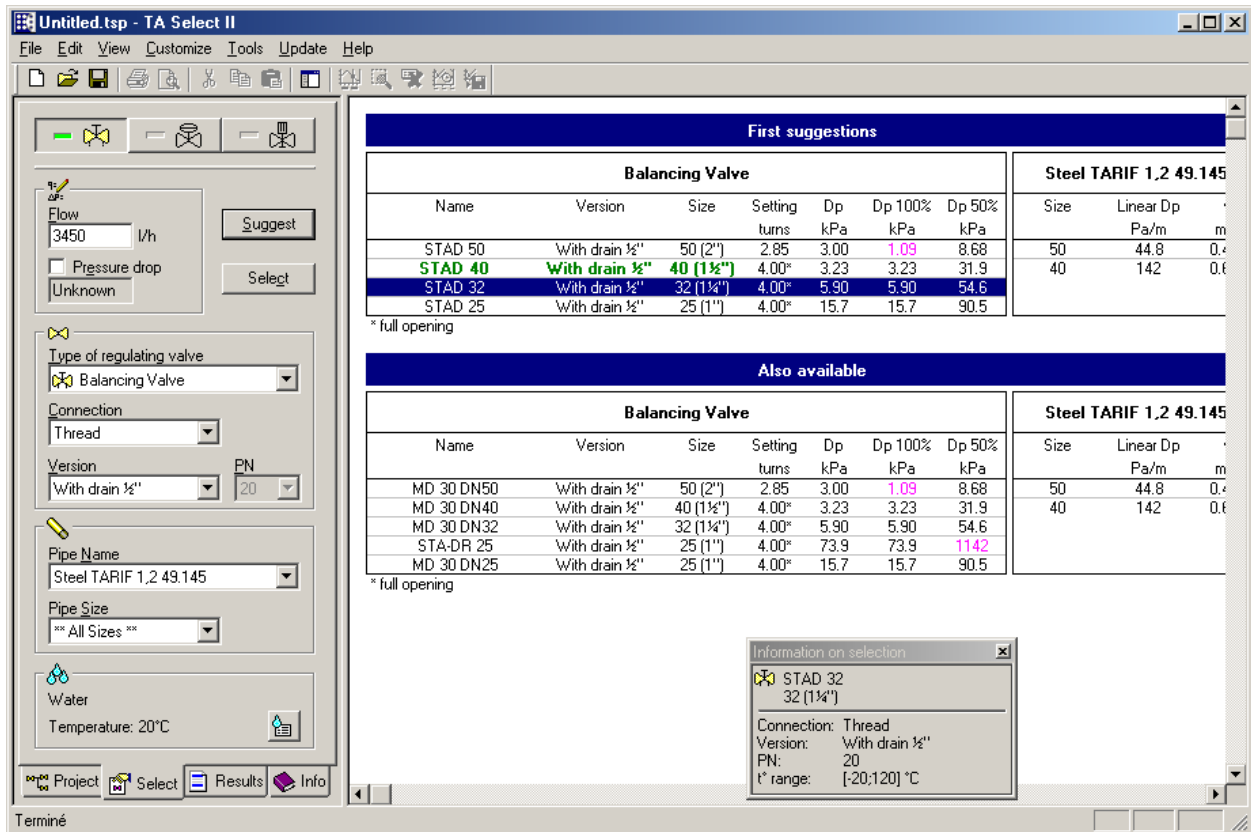 Untitled.tsp - TA Select II
File Edit View Customize Tools Update Help
q=
ΔP=
Flow
3450 l/h
Suggest
Pressure drop
Unknown
Select
Type of regulating valve
Balancing Valve
Connection
Thread
Version PN
With drain ½" 20
Pipe Name
Steel TARIF 1,2 49.145
Pipe Size
** All Sizes **
Water
Temperature: 20°C
Project Select Results Info
Terminé
First suggestions
Balancing Valve Steel TARIF 1,2 49.145
Name Version Size Setting Dp Dp 100% Dp 50% Size Linear Dp
turns kPa kPa kPa Pa/m m
STAD 50 With drain ½" 50 (2") 2.85 3.00 1.09 8.68 50 44.8 0.4
STAD 40 With drain ½" 40 (1½") 4.00* 3.23 3.23 31.9 40 142 0.6
STAD 32 With drain ½" 32 (1¼") 4.00* 5.90 5.90 54.6
STAD 25 With drain ½" 25 (1") 4.00* 15.7 15.7 90.5
* full opening
Also available
Balancing Valve Steel TARIF 1,2 49.145
Name Version Size Setting Dp Dp 100% Dp 50% Size Linear Dp
turns kPa kPa kPa Pa/m m
MD 30 DN50 With drain ½" 50 (2") 2.85 3.00 1.09 8.68 50 44.8 0.4
MD 30 DN40 With drain ½" 40 (1½") 4.00* 3.23 3.23 31.9 40 142 0.6
MD 30 DN32 With drain ½" 32 (1¼") 4.00* 5.90 5.90 54.6
STA-DR 25 With drain ½" 25 (1") 4.00* 73.9 73.9 1142
MD 30 DN25 With drain ½" 25 (1") 4.00* 15.7 15.7 90.5
* full opening
Information on selection
STAD 32
32 (1¼")
Connection: Thread
Version: With drain ½"
PN: 20
t° range: [-20;120] °C